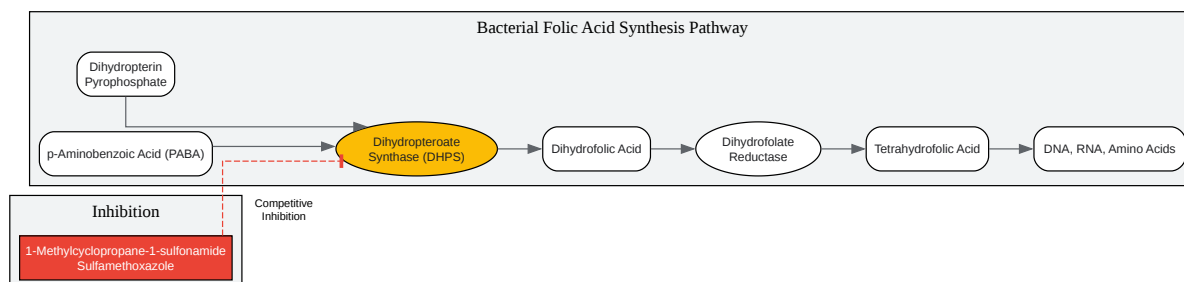 Bacterial Folic Acid Synthesis Pathway
Dihydropterin
Pyrophosphate
p-Aminobenzoic Acid (PABA)
Dihydropteroate
Synthase (DHPS)
Dihydrofolic Acid
Dihydrofolate
Reductase
Tetrahydrofolic Acid
DNA, RNA, Amino Acids
Inhibition
Competitive
Inhibition
1-Methylcyclopropane-1-sulfonamide
Sulfamethoxazole